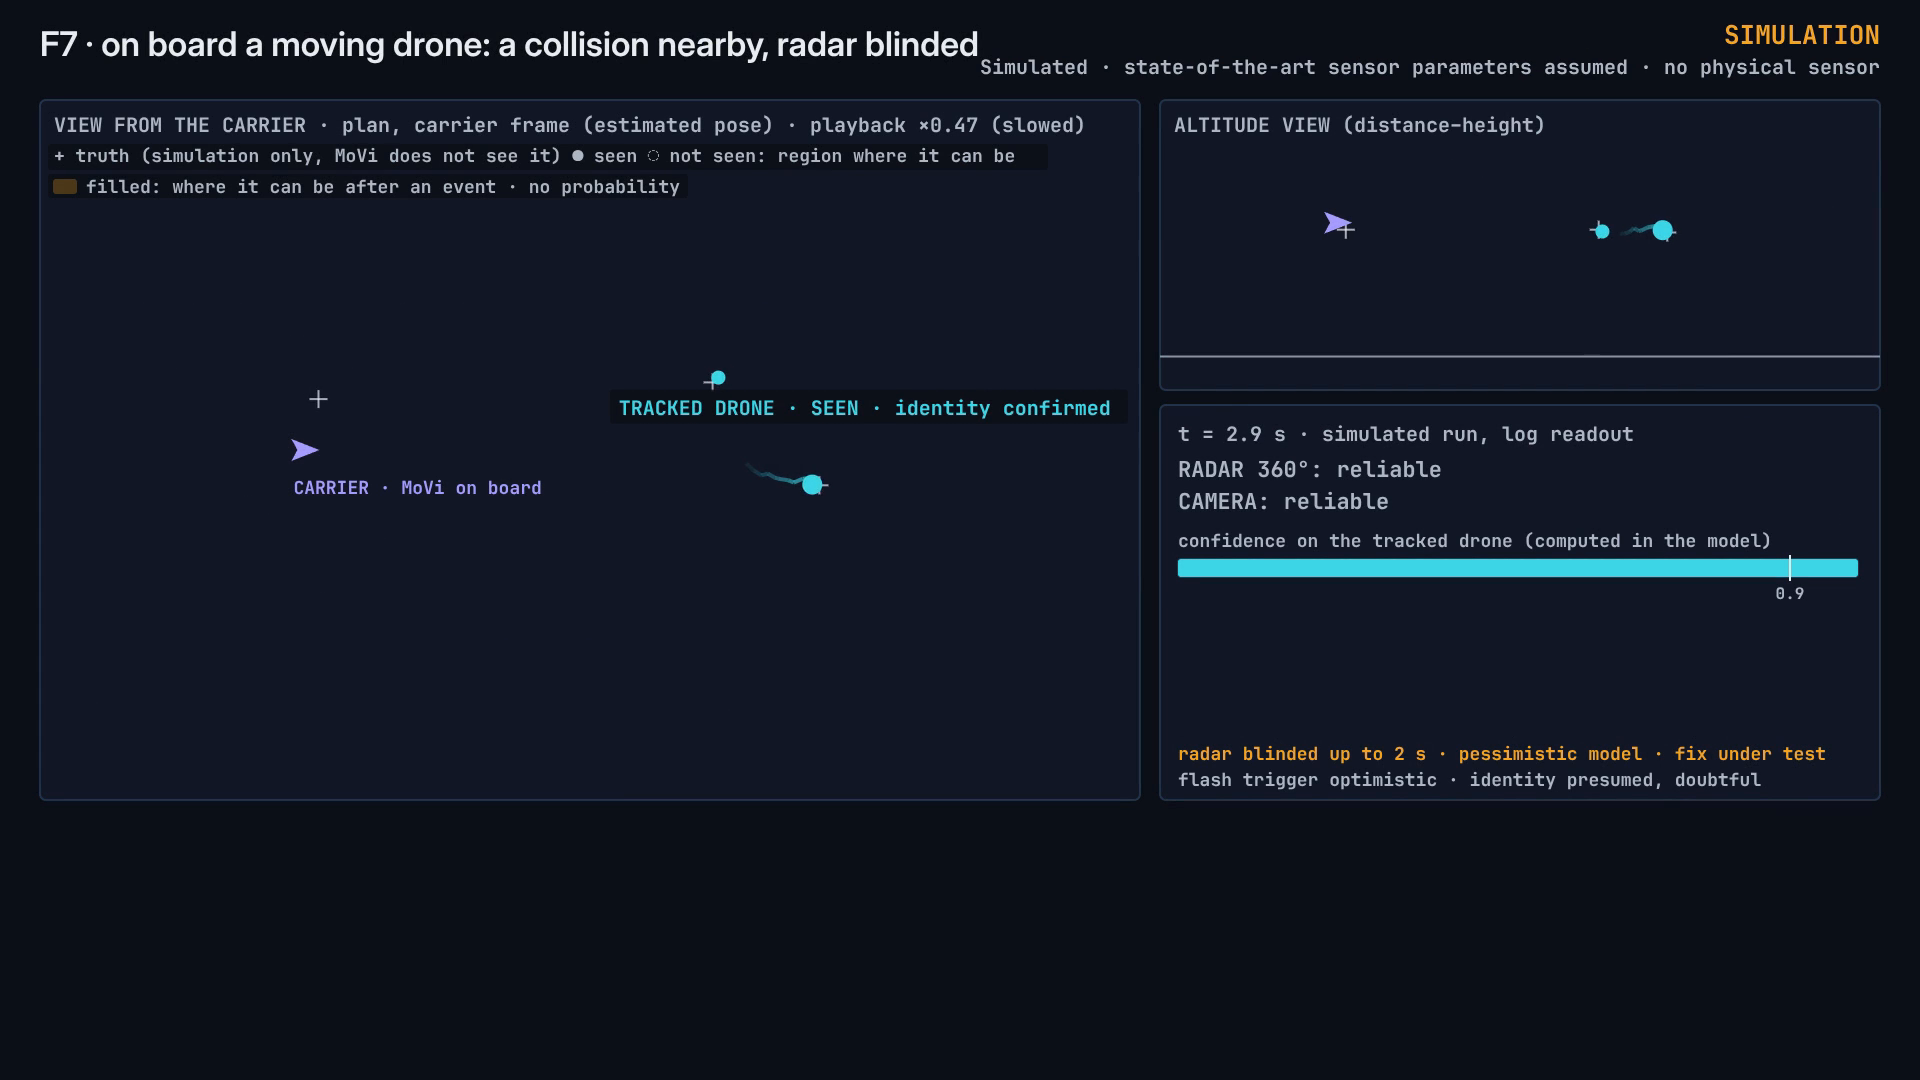 F7 · on board a moving drone: a collision nearby, radar blinded
SIMULATION
Simulated · state-of-the-art sensor parameters assumed · no physical sensor
VIEW FROM THE CARRIER · plan, carrier frame (estimated pose) · playback ×0.47 (slowed)
+ truth (simulation only, MoVi does not see it) ● seen ◌ not seen: region where it can be
filled: where it can be after an event · no probability
TRACKED DRONE · SEEN · identity confirmed
CARRIER · MoVi on board
ALTITUDE VIEW (distance-height)
t = 2.9 s · simulated run, log readout
RADAR 360°: reliable
CAMERA: reliable
confidence on the tracked drone (computed in the model)
0.9
radar blinded up to 2 s · pessimistic model · fix under test
flash trigger optimistic · identity presumed, doubtful